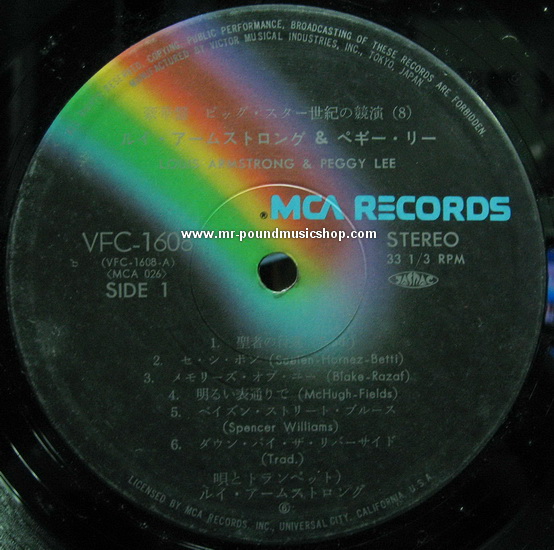 COPYING, PUBLIC PERFORMANCE, BROADCASTING OF THESE RECORDS ARE FORBIDDEN.
MANUFACTURED BY VICTOR MUSICAL INDUSTRIES, INC., TOKYO, JAPAN
ビッグ・スター世紀の競演 (8)
ルイ・アームストロング & ペギー・リー
LOUIS ARMSTRONG & PEGGY LEE
MCA RECORDS
®
www.mr-poundmusicshop.com
VFC-1608
(VFC-1608-A)
〈MCA 026〉
SIDE 1
STEREO
33 1/3 RPM
JASRAC
1. 聖者の
2. セ・シ・ボン (Seelen-Hornez-Betti)
3. メモリーズ・オブ・ユー (Blake-Razaf)
4. 明るい表通りで (McHugh-Fields)
5. ベイズン・ストリート・ブルース
(Spencer Williams)
6. ダウン・バイ・ザ・リバーサイド
(Trad.)
唄とトランペット)
ルイ・アームストロング
LICENSED BY MCA RECORDS, INC., UNIVERSAL CITY, CALIFORNIA, U.S.A.